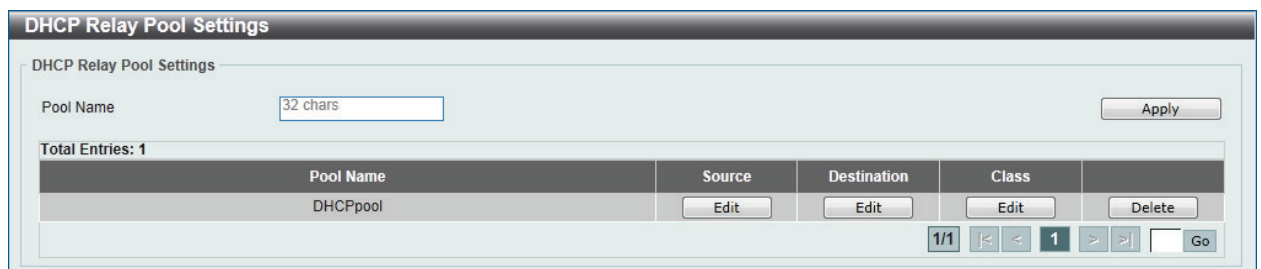 DHCP Relay Pool Settings
DHCP Relay Pool Settings
Pool Name 32 chars Apply
Total Entries: 1
Pool Name Source Destination Class
DHCPpool Edit Edit Edit Delete
1/1 |< < 1 > >| Go